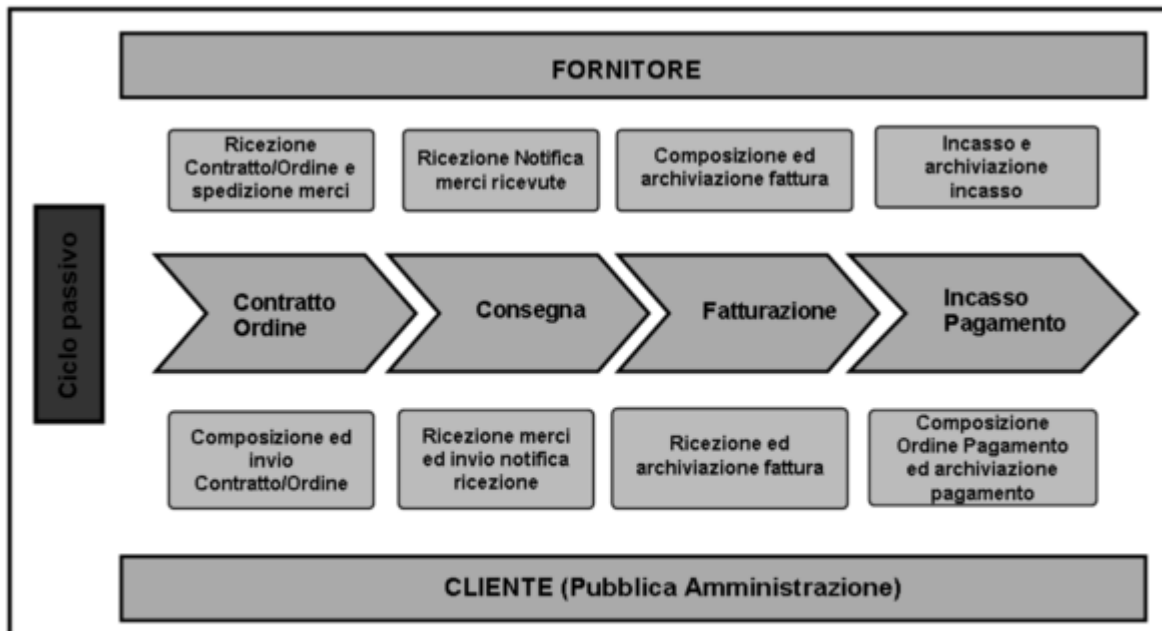 FORNITORE
Ricezione
Contratto/Ordine e
spedizione merci
Ricezione Notifica
merci ricevute
Composizione ed
archiviazione fattura
Incasso e
archiviazione
incasso
Ciclo passivo
Contratto
Ordine
Consegna
Fatturazione
Incasso
Pagamento
Composizione ed
invio
Contratto/Ordine
Ricezione merci
ed invio notifica
ricezione
Ricezione ed
archiviazione fattura
Composizione
Ordine Pagamento
ed archiviazione
pagamento
CLIENTE (Pubblica Amministrazione)